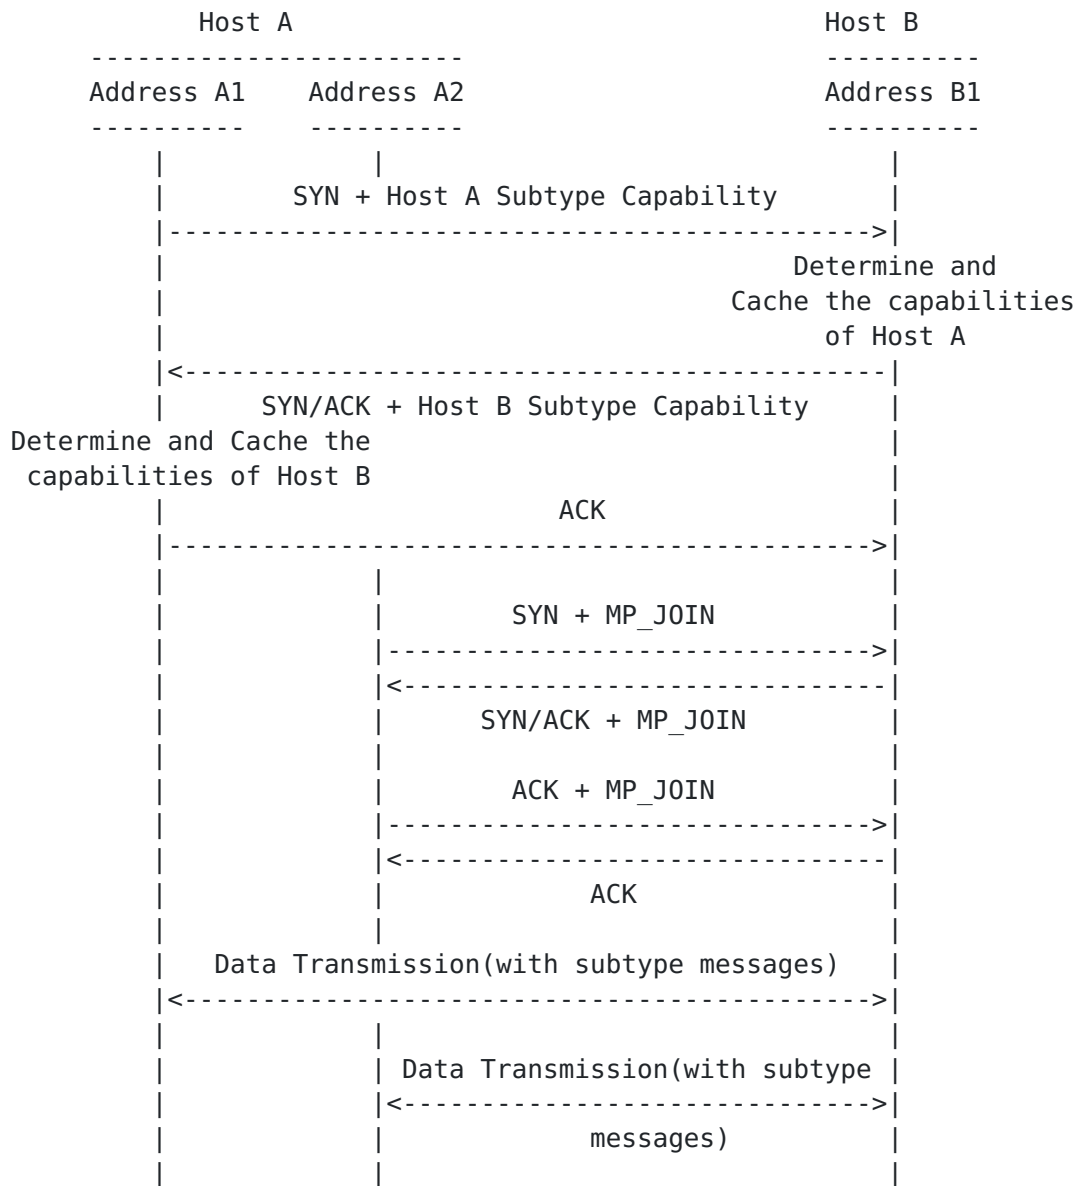 Host A Host B
Address A1 Address A2 Address B1
SYN + Host A Subtype Capability
Determine and
Cache the capabilities
of Host A
SYN/ACK + Host B Subtype Capability
Determine and Cache the
capabilities of Host B
ACK
SYN + MP_JOIN
SYN/ACK + MP_JOIN
ACK + MP_JOIN
ACK
Data Transmission(with subtype messages)
Data Transmission(with subtype
messages)